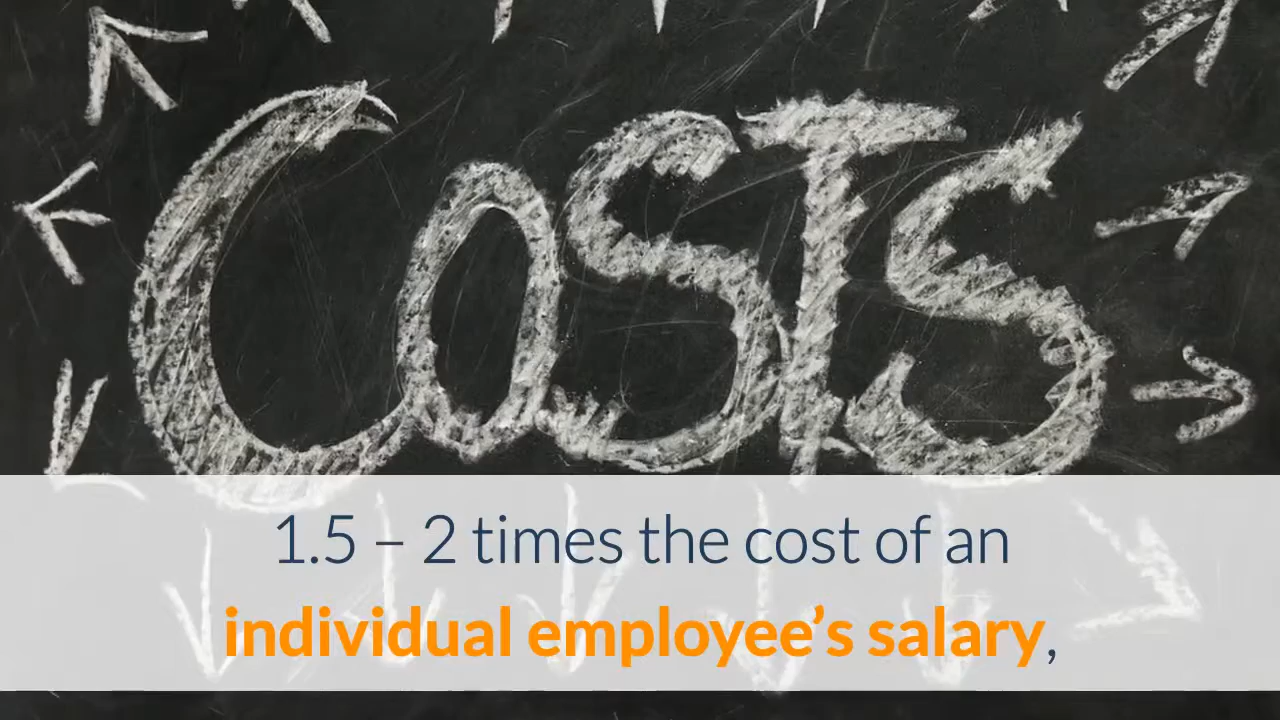 CoSTS
1.5 – 2 times the cost of an
individual employee’s salary,